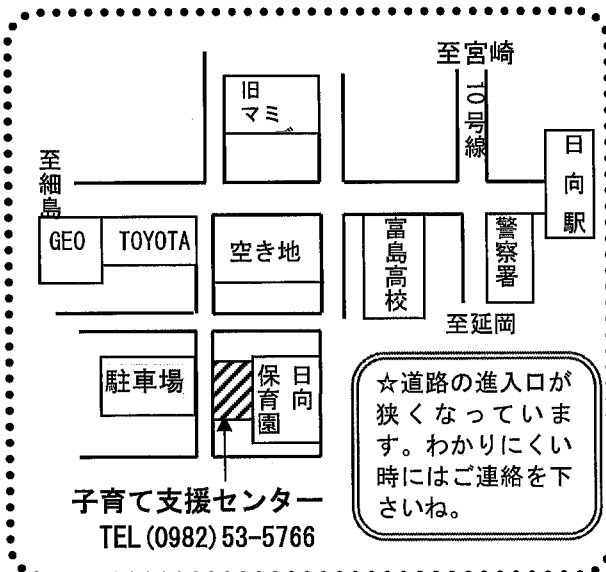 至宮崎
10号線
旧
マミー
日向駅
至細島
GEO
TOYOTA
空き地
富島高校
警察署
至延岡
駐車場
日向
保育園
☆道路の進入口が
狭くなっていま
す。わかりにくい
時にはご連絡を下
さいね。
子育て支援センター
TEL(0982)53-5766